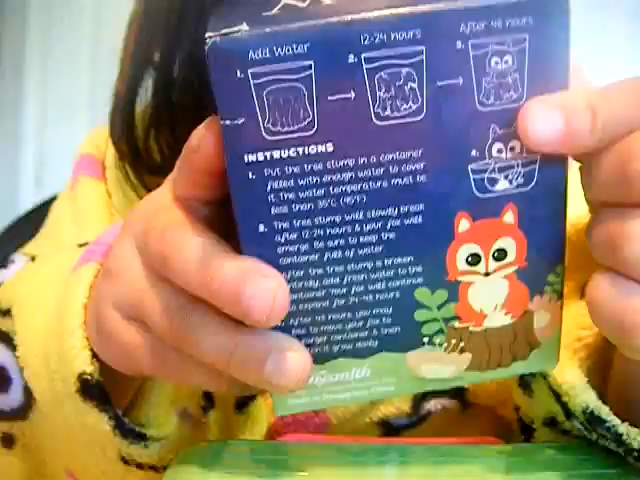 Add Water
12-24 hours
After 48 hours
1.
2.
3.
4.
INSTRUCTIONS
1. Put the tree stump in a container
filled with enough water to cover
it. The water temperature must be
less than 35°C (95°F)
2. The tree stump will slowly break
after 12-24 hours & your fox will
emerge. Be sure to keep the
container full of water
After the tree stump is broken
add fresh water to the
container. Your fox will continue
to expand for 24-48 hours
After 48 hours you may
like to move your fox to
larger container & then
it grow daily